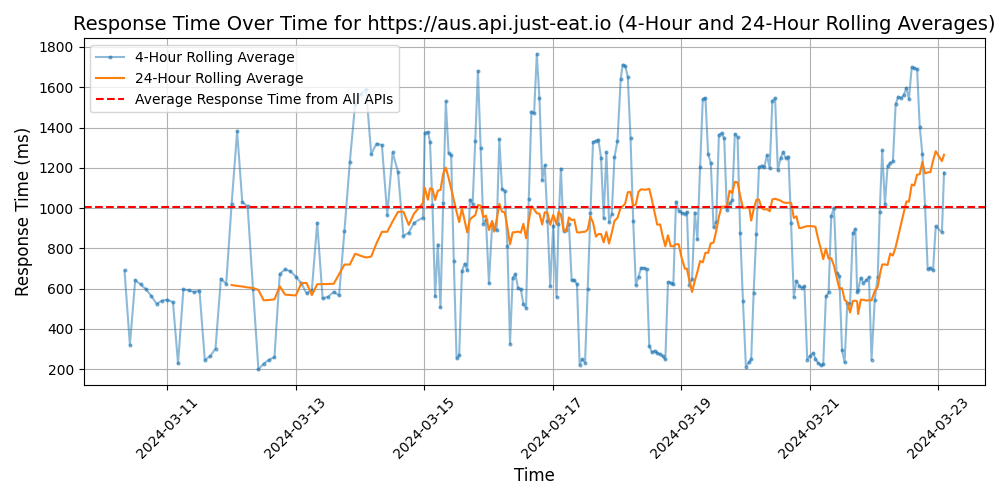 Response Time Over Time for https://aus.api.just-eat.io (4-Hour and 24-Hour Rolling Averages)
4-Hour Rolling Average
24-Hour Rolling Average
Average Response Time from All APIs
Response Time (ms)
1800
1600
1400
1200
1000
800
600
400
200
2024-03-11
2024-03-13
2024-03-15
2024-03-17
2024-03-19
2024-03-21
2024-03-23
Time